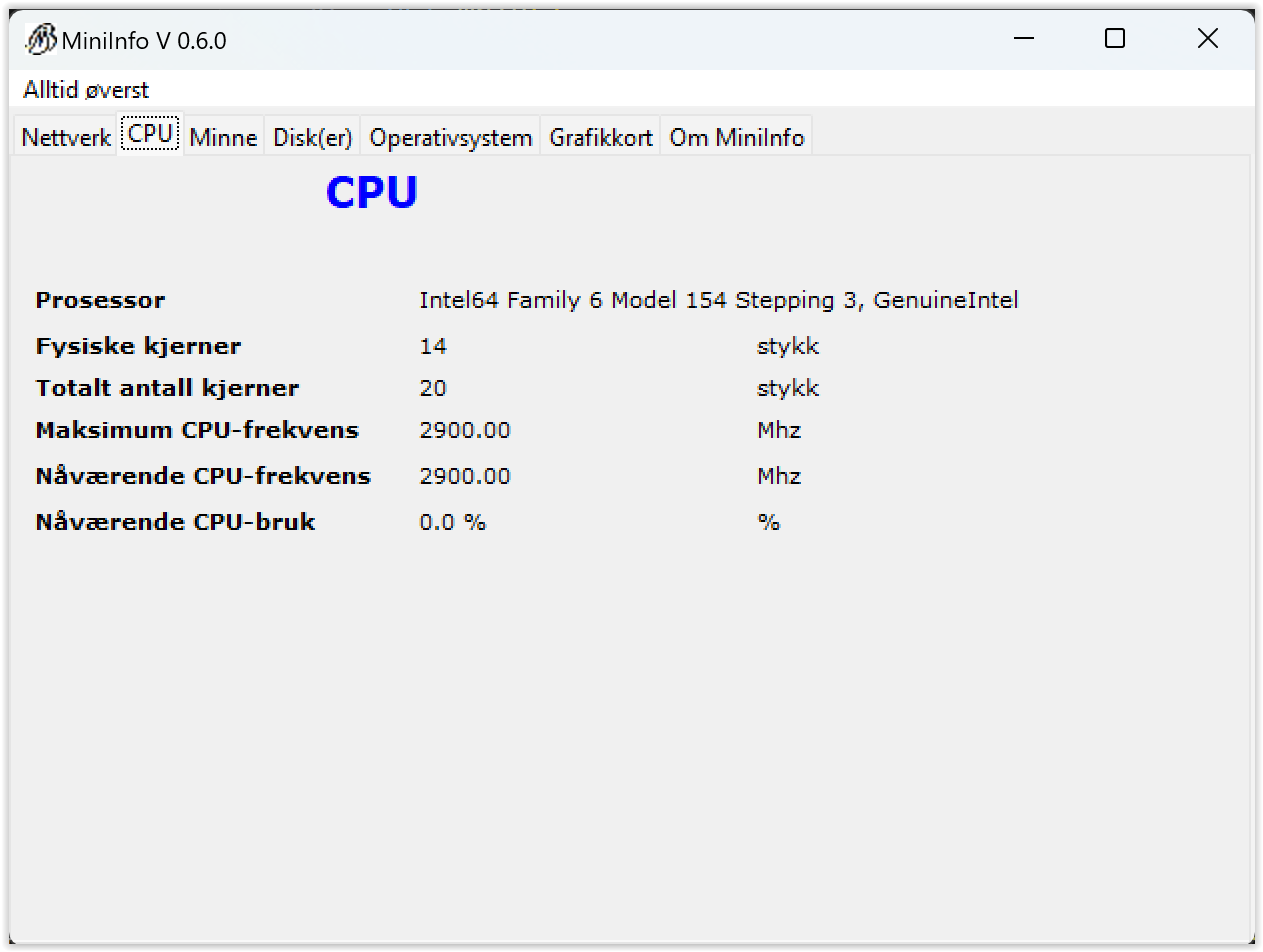 MiniInfo V 0.6.0
Alltid øverst
Nettverk CPU Minne Disk(er) Operativsystem Grafikkort Om MiniInfo
CPU
Prosessor Intel64 Family 6 Model 154 Stepping 3, GenuineIntel
Fysiske kjerner 14 stykk
Totalt antall kjerner 20 stykk
Maksimum CPU-frekvens 2900.00 Mhz
Nåværende CPU-frekvens 2900.00 Mhz
Nåværende CPU-bruk 0.0 % %